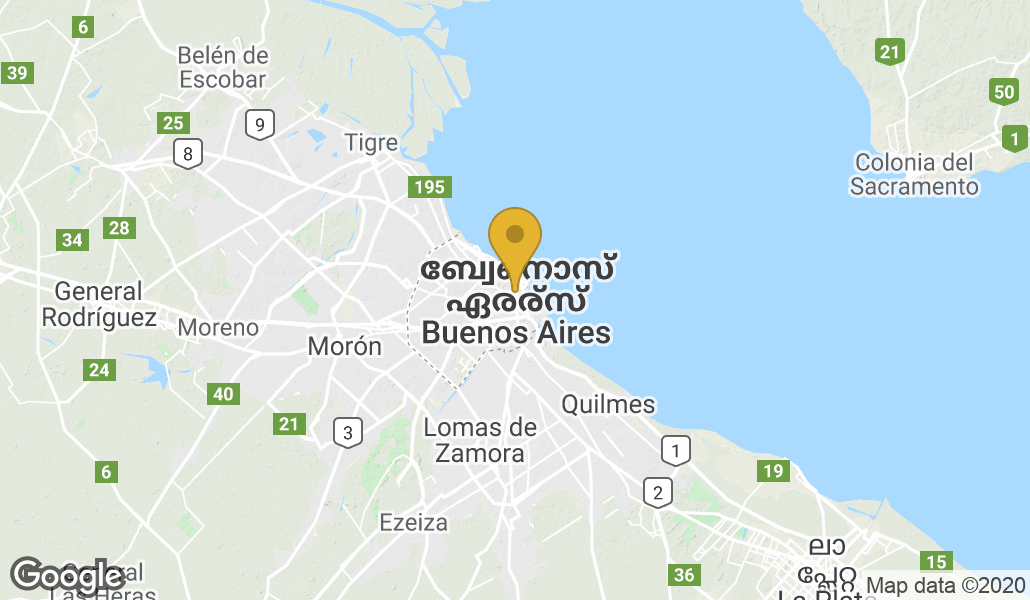 6
21
39
Belén de
Escobar
50
25
9
1
8
Tigre
Colonia del
Sacramento
195
28
34
ബ്വേനോസ്
ഐരർസ്
Buenos Aires
General
Rodríguez
Moreno
Morón
24
40
Quilmes
21
3
Lomas de
Zamora
1
6
19
2
Ezeiza
ലാ
പ്ലേറ്റ
La Plata
15
36
General
Las Heras
Google
Map data ©2020